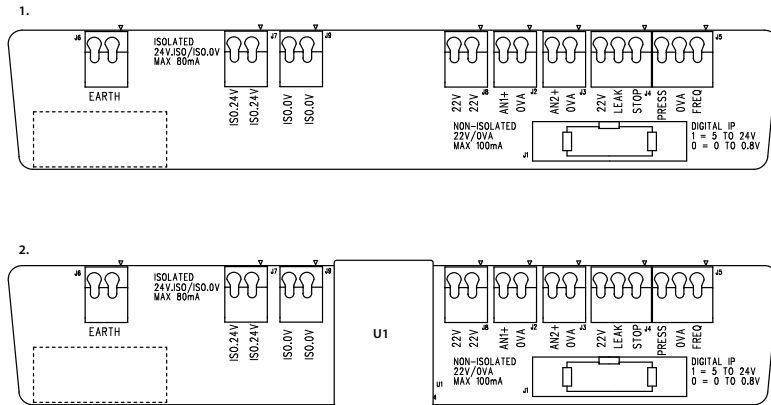 1.
J6
J7
J9
J8
J2
J3
J4
J5
ISOLATED
24V.ISO/ISO.0V
MAX 80mA
EARTH
ISO.24V
ISO.24V
ISO.0V
ISO.0V
22V
22V
AN1+
0VA
AN2+
0VA
22V
LEAK
STOP
PRESS
0VA
FREQ
NON-ISOLATED
22V/0VA
MAX 100mA
J1
DIGITAL IP
1 = 5 TO 24V
0 = 0 TO 0.8V
2.
J6
J7
J9
J8
J2
J3
J4
J5
ISOLATED
24V.ISO/ISO.0V
MAX 80mA
EARTH
ISO.24V
ISO.24V
ISO.0V
ISO.0V
U1
U1
22V
22V
AN1+
0VA
AN2+
0VA
22V
LEAK
STOP
PRESS
0VA
FREQ
NON-ISOLATED
22V/0VA
MAX 100mA
J1
DIGITAL IP
1 = 5 TO 24V
0 = 0 TO 0.8V